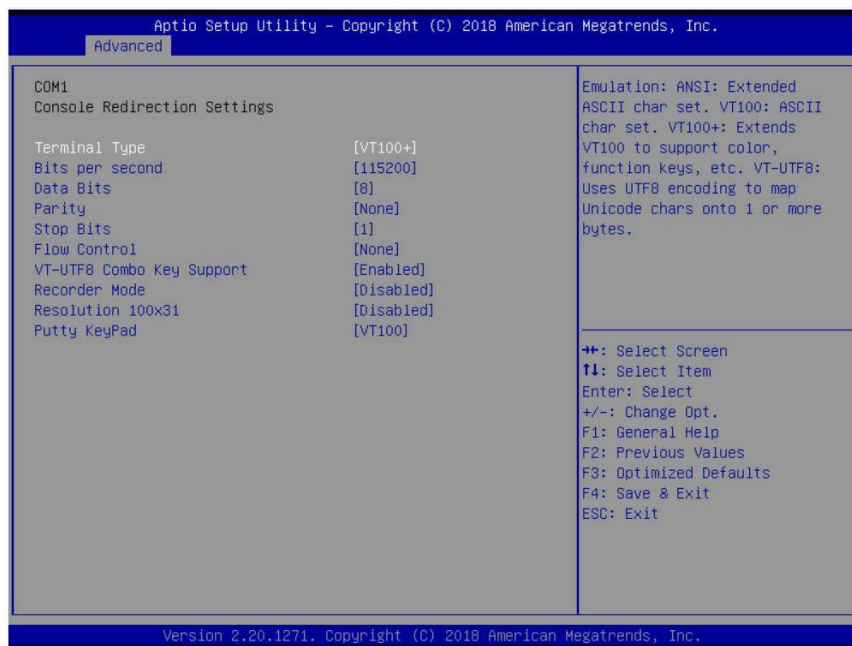 Aptio Setup Utility – Copyright (C) 2018 American Megatrends, Inc.
Advanced
COM1
Console Redirection Settings
Terminal Type [VT100+]
Bits per second [115200]
Data Bits [8]
Parity [None]
Stop Bits [1]
Flow Control [None]
VT-UTF8 Combo Key Support [Enabled]
Recorder Mode [Disabled]
Resolution 100x31 [Disabled]
Putty KeyPad [VT100]
Emulation: ANSI: Extended
ASCII char set. VT100: ASCII
char set. VT100+: Extends
VT100 to support color,
function keys, etc. VT-UTF8:
Uses UTF8 encoding to map
Unicode chars onto 1 or more
bytes.
→←: Select Screen
↑↓: Select Item
Enter: Select
+/-: Change Opt.
F1: General Help
F2: Previous Values
F3: Optimized Defaults
F4: Save & Exit
ESC: Exit
Version 2.20.1271. Copyright (C) 2018 American Megatrends, Inc.